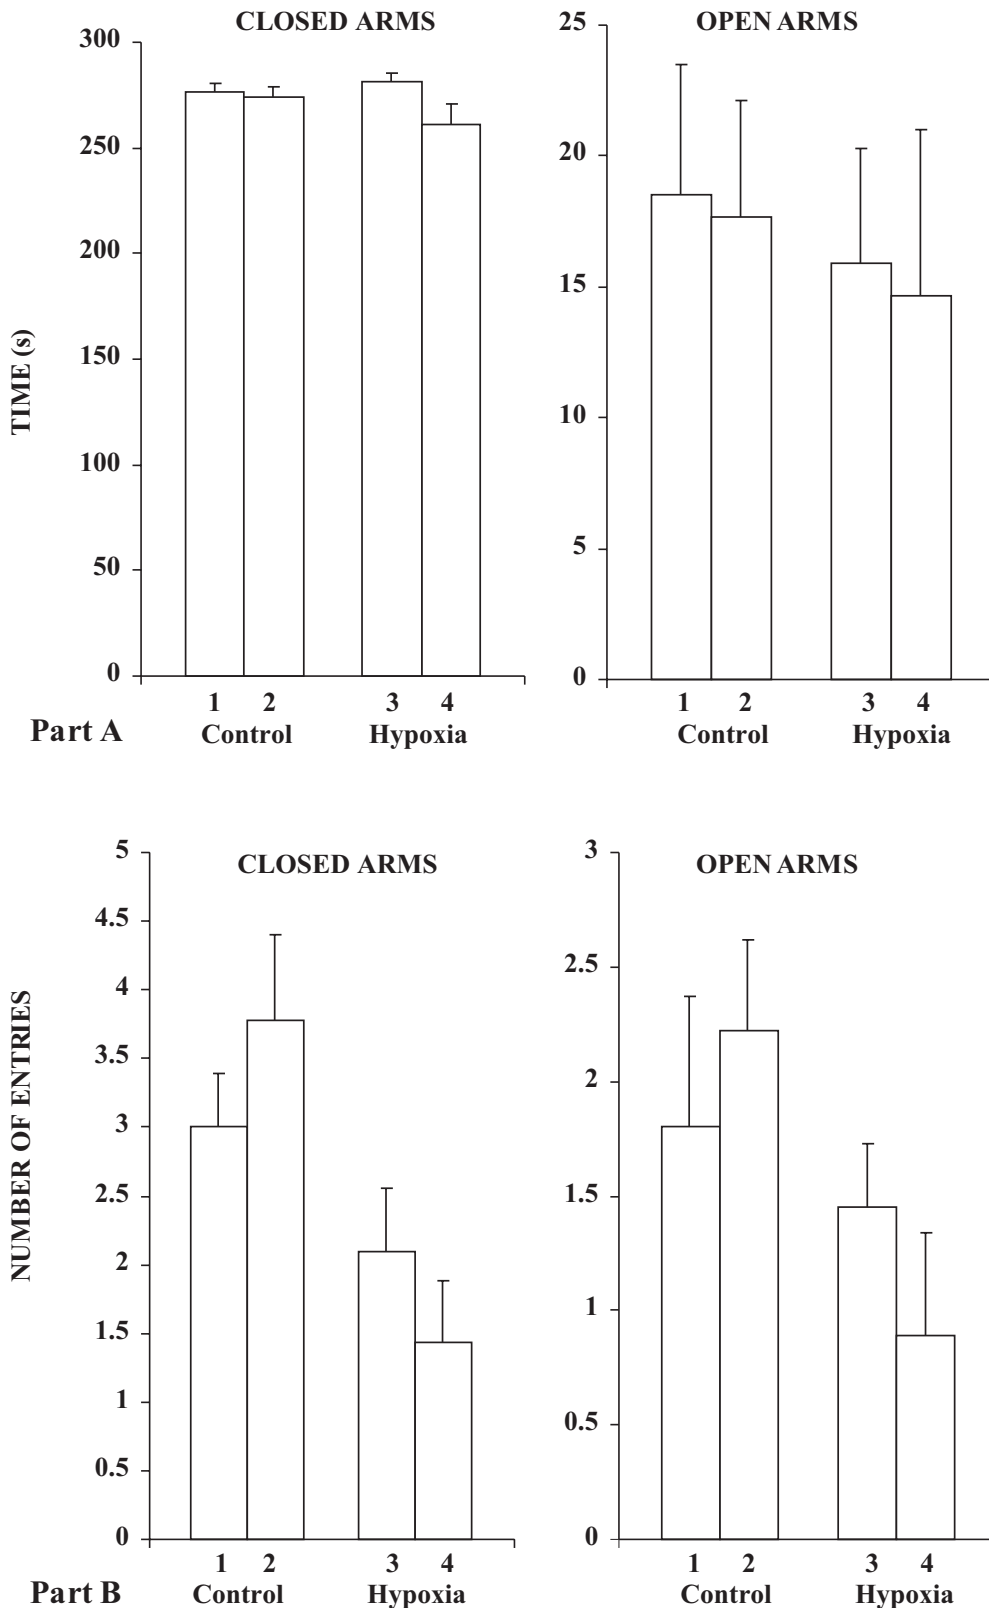 CLOSED ARMS
300
250
200
150
100
50
0
TIME (s)
1 2 3 4
Control Hypoxia
Part A
OPEN ARMS
25
20
15
10
5
0
1 2 3 4
Control Hypoxia
CLOSED ARMS
5
4.5
4
3.5
3
2.5
2
1.5
1
0.5
0
NUMBER OF ENTRIES
1 2 3 4
Control Hypoxia
Part B
OPEN ARMS
3
2.5
2
1.5
1
0.5
0
1 2 3 4
Control Hypoxia